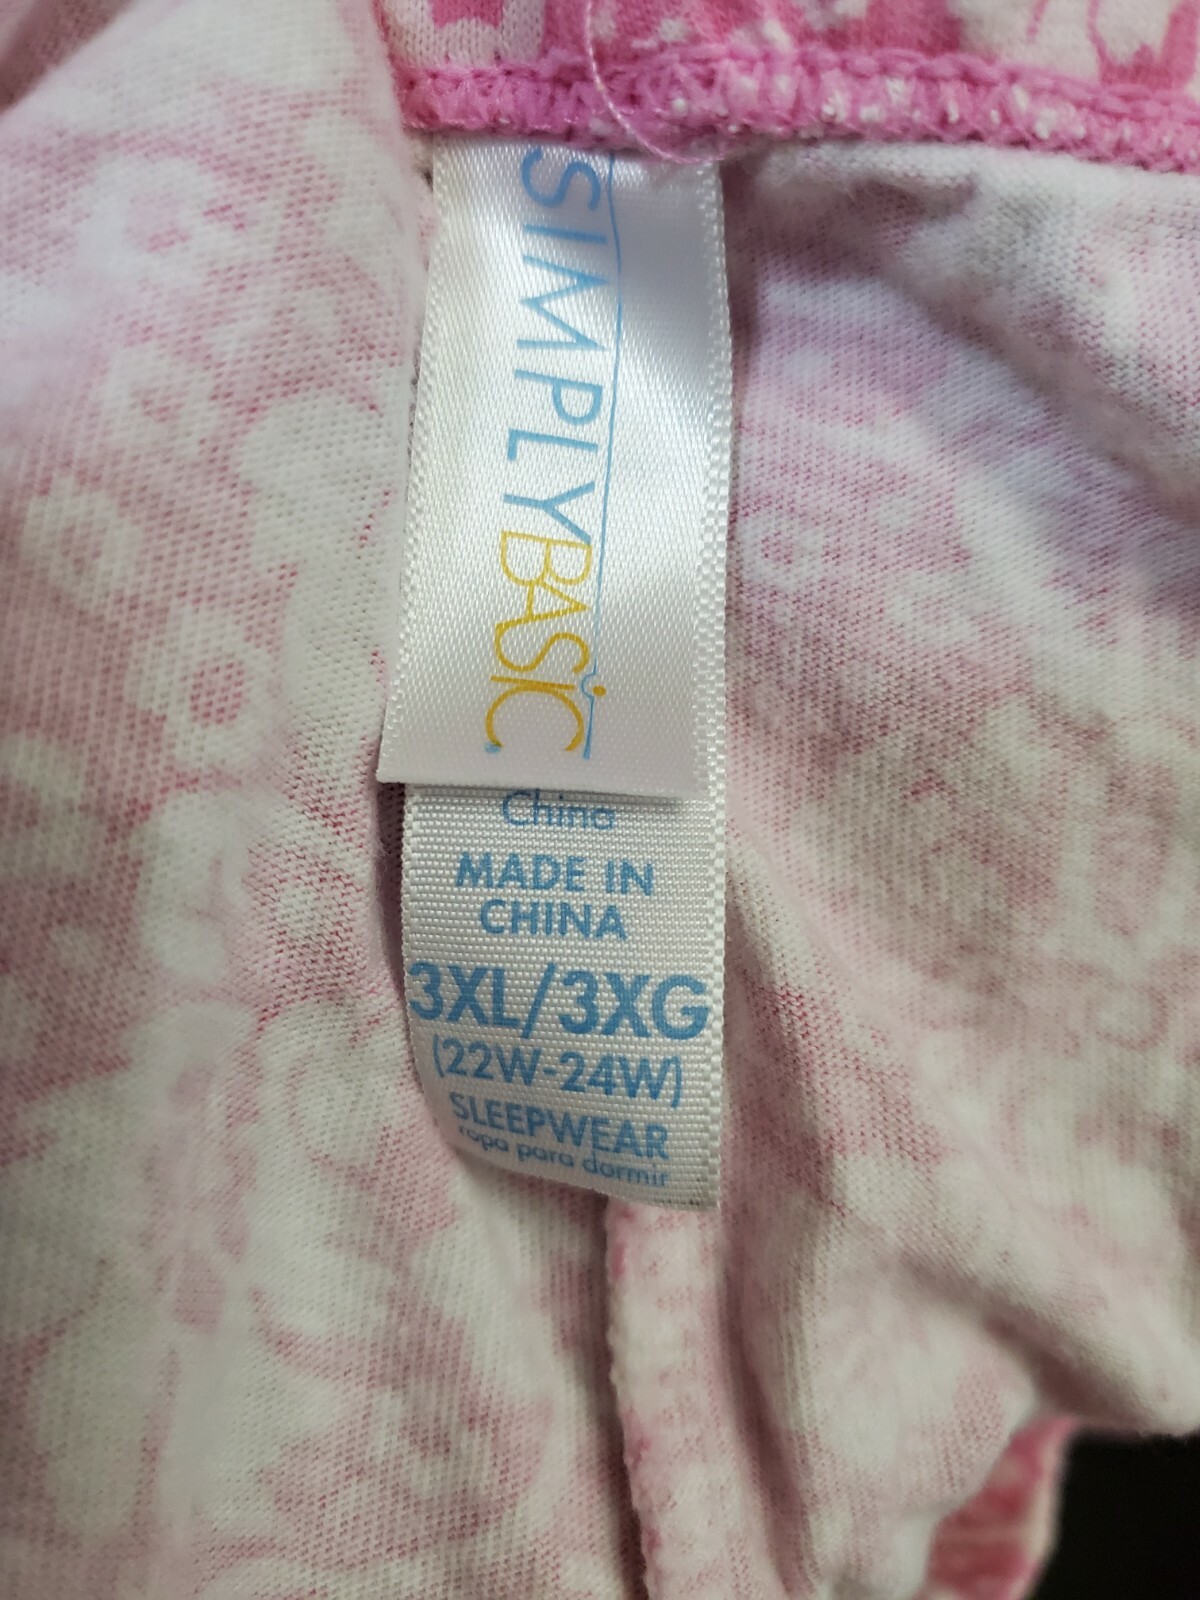 SIMPLYBASIC
China
MADE IN
CHINA
3XL/3XG
(22W-24W)
SLEEPWEAR
ropa para dormir